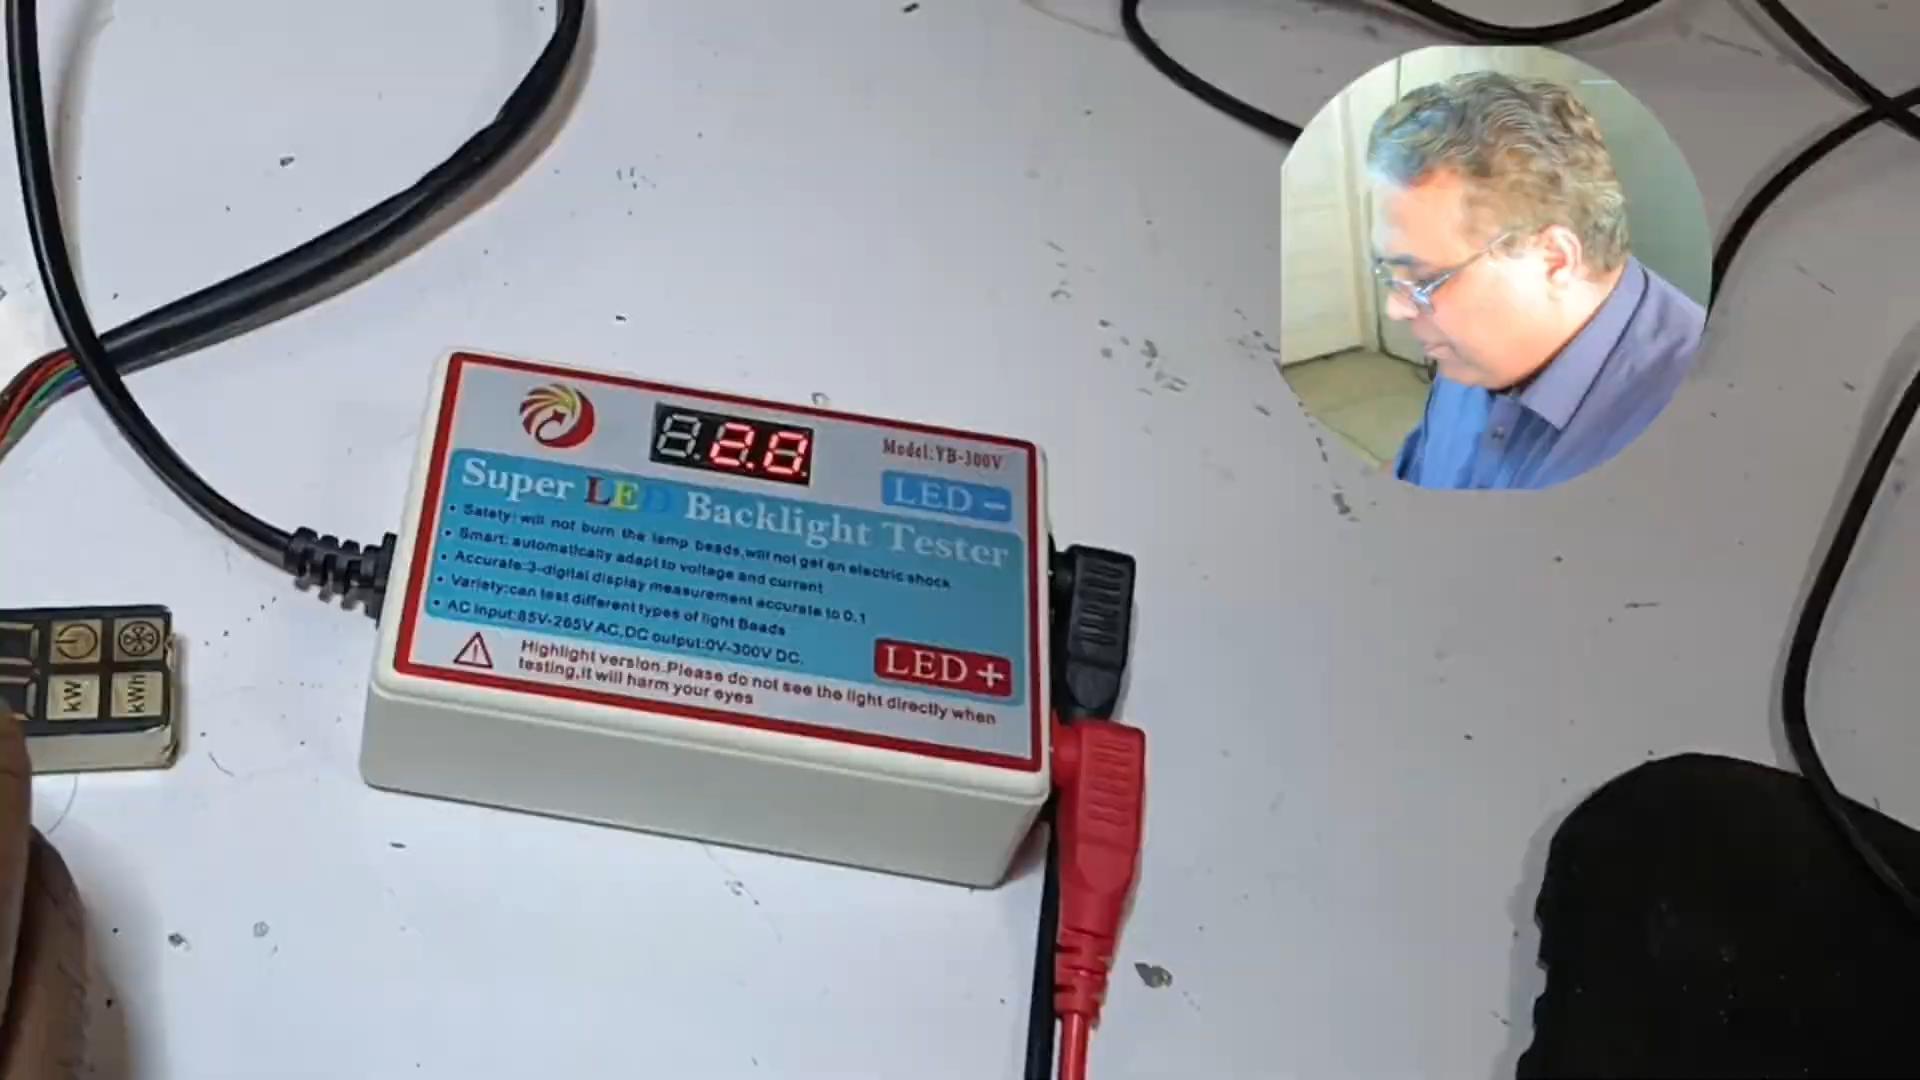 2.8
Model:YB-300V
LED -
Super LED Backlight Tester
• Safety: will not burn the lamp beads,will not get an electric shock
• Smart: automatically adapt to voltage and current
• Accurate:3-digital display measurement accurate to 0.1
• Variety:can test different types of light Beads
• AC input:85V-265V AC,DC output:0V-300V DC.
LED +
Highlight version.Please do not see the light directly when
testing,it will harm your eyes
kW
kWh